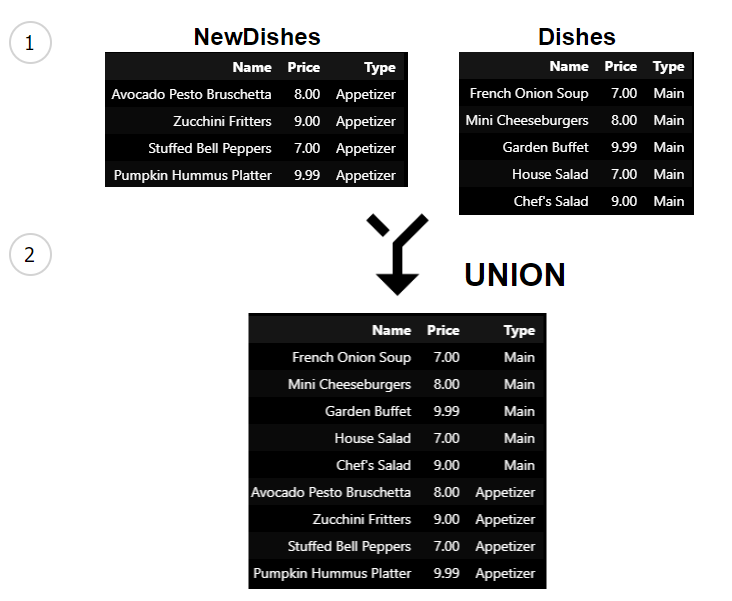 1
NewDishes
Name Price Type
Avocado Pesto Bruschetta 8.00 Appetizer
Zucchini Fritters 9.00 Appetizer
Stuffed Bell Peppers 7.00 Appetizer
Pumpkin Hummus Platter 9.99 Appetizer
Dishes
Name Price Type
French Onion Soup 7.00 Main
Mini Cheeseburgers 8.00 Main
Garden Buffet 9.99 Main
House Salad 7.00 Main
Chef's Salad 9.00 Main
2
UNION
Name Price Type
French Onion Soup 7.00 Main
Mini Cheeseburgers 8.00 Main
Garden Buffet 9.99 Main
House Salad 7.00 Main
Chef's Salad 9.00 Main
Avocado Pesto Bruschetta 8.00 Appetizer
Zucchini Fritters 9.00 Appetizer
Stuffed Bell Peppers 7.00 Appetizer
Pumpkin Hummus Platter 9.99 Appetizer